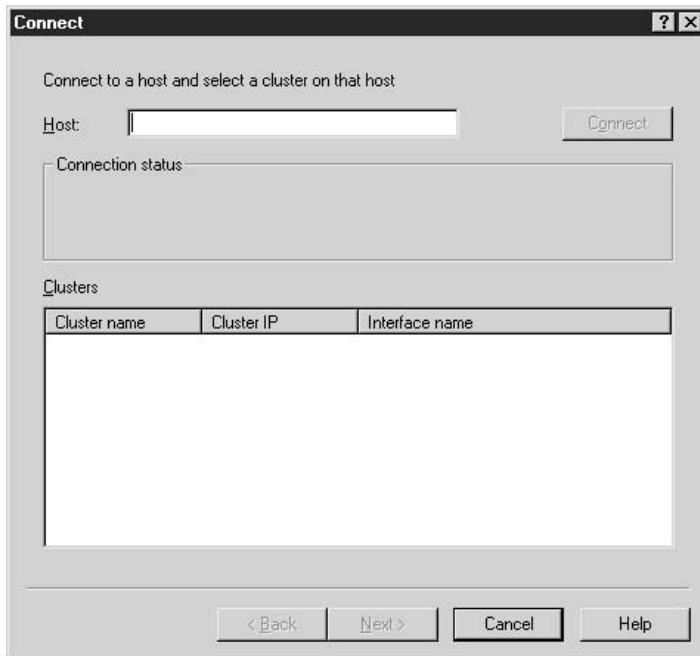 Connect
Connect to a host and select a cluster on that host
Host:
Connect
Connection status
Clusters
Cluster name Cluster IP Interface name
< Back Next > Cancel Help